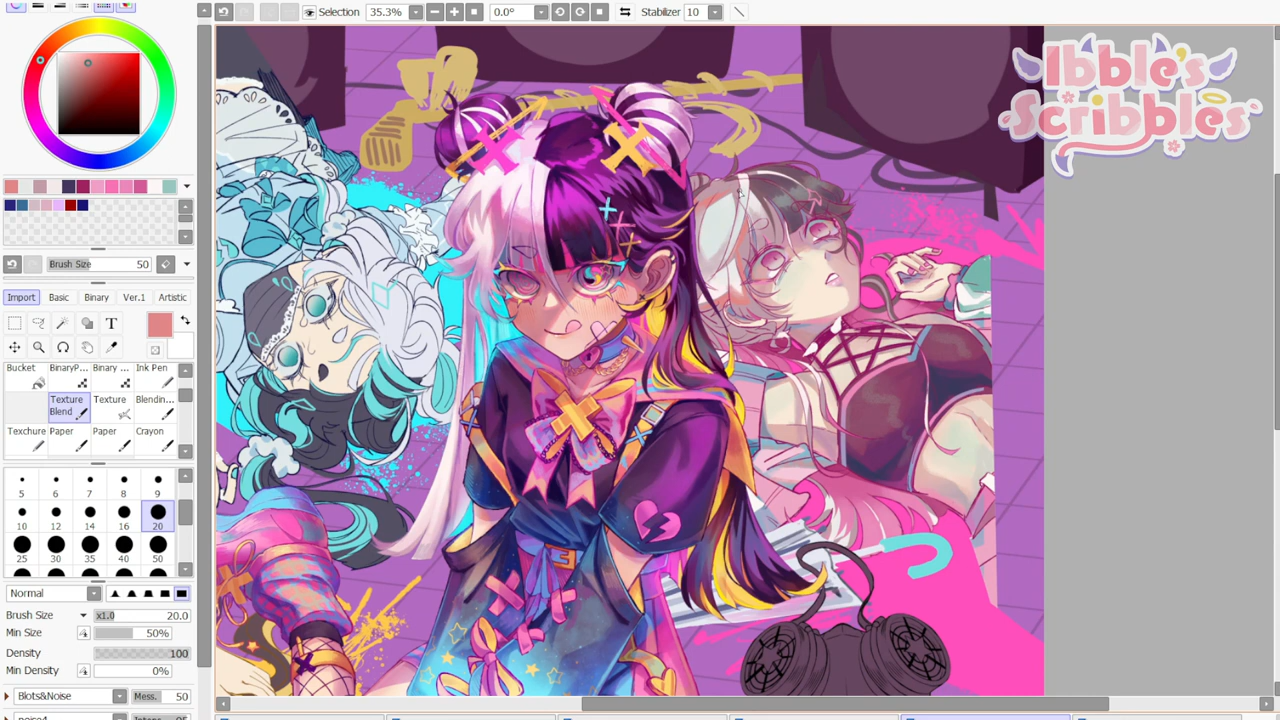 Selection 35.3% 0.0° Stabilizer 10
Ibble's
Scribbles
Brush Size 50
Import Basic Binary Ver.1 Artistic
T
Bucket BinaryP... Binary ... Ink Pen
Texture Blend Texture Blendin...
Texchure Paper Paper Crayon
5 6 7 8 9
10 12 14 16 20
25 30 35 40 50
Normal
Brush Size x1.0 20.0
Min Size 50%
Density 100
Min Density 0%
Blots&Noise Mess. 50